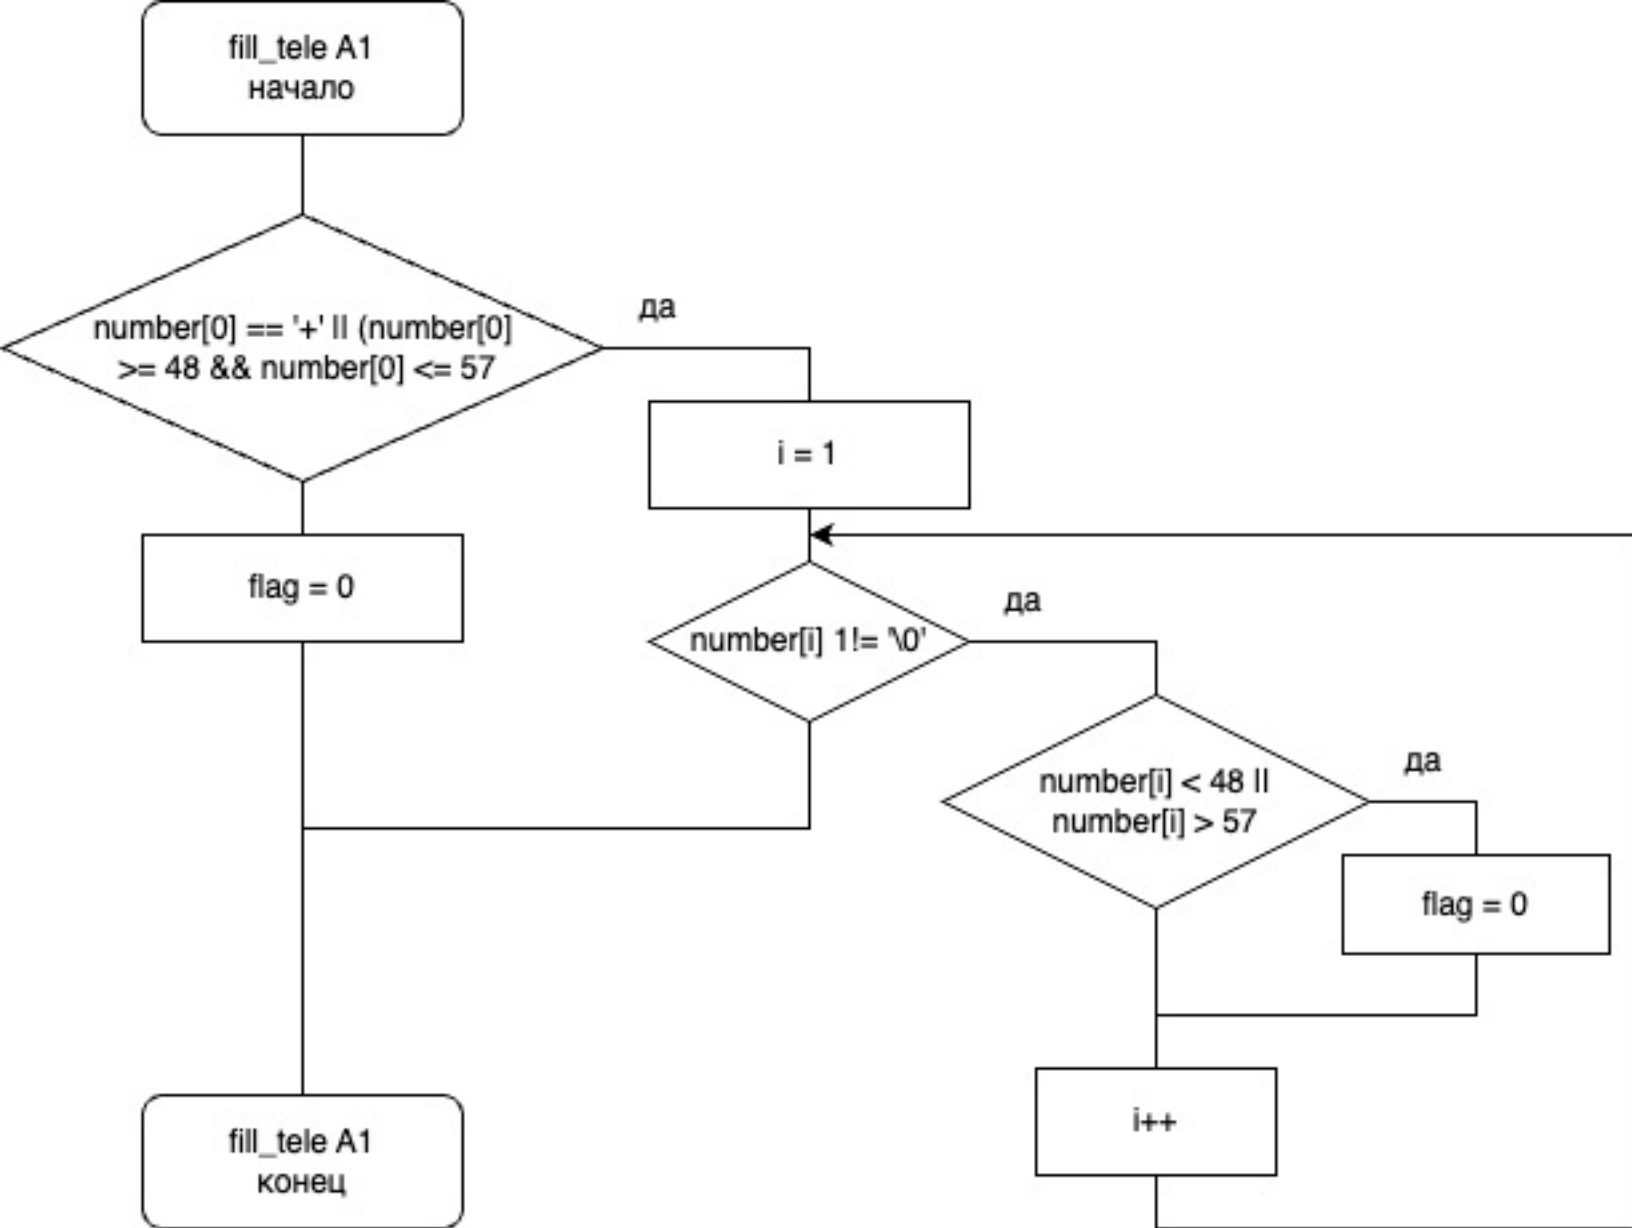 fill_tele A1
начало
number[0] == '+' || (number[0]
>= 48 && number[0] <= 57
да
i = 1
flag = 0
number[i] 1!= '\0'
да
number[i] < 48 ||
number[i] > 57
да
flag = 0
i++
fill_tele A1
конец